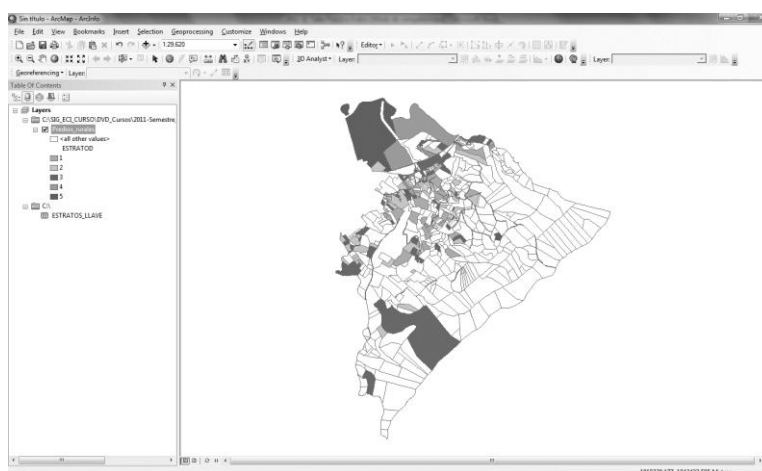 Sin título - ArcMap - ArcInfo
File Edit View Bookmarks Insert Selection Geoprocessing Customize Windows Help
1:29.620 Editor
3D Analyst Layer: Layer:
Georeferencing Layer:
Table Of Contents
Layers
C:\SIG_ECI_CURSO\DVD_Cursos\2011-Semestre
Predios_rurales
<all other values>
ESTRATOD
1
2
3
4
5
C:\
ESTRATOS_LLAVE